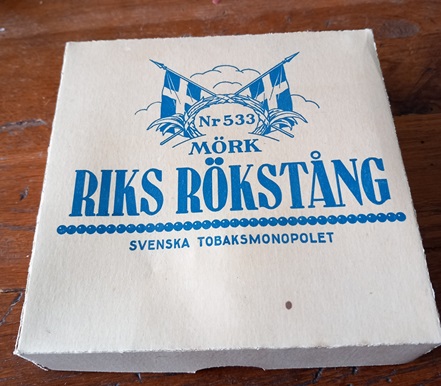 Nr 533
MÖRK
RIKS RÖKSTÅNG
SVENSKA TOBAKSMONOPOLET